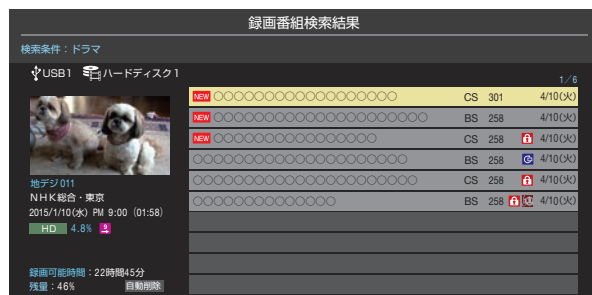 録画番組検索結果
検索条件：ドラマ
USB1 ハードディスク1
1／6
NEW ○○○○○○○○○○○○○○○○○○ CS 301 4/10(火)
NEW ○○○○○○○○○○○○○○○○○○○○○ BS 258 4/10(火)
NEW ○○○○○○○○○○○○○○○○ CS 258 4/10(火)
○○○○○○○○○○○○○○○○○○○○○ BS 258 4/10(火)
○○○○○○○○○○○○○○○○○○○○○○ CS 258 4/10(火)
○○○○○○○○○○○○○○ BS 258 4/10(火)
地デジ011
NHK総合・東京
2015/1/10(水) PM 9:00 (01:58)
HD 4.8%
録画可能時間：22時間45分
残量：46% 自動削除